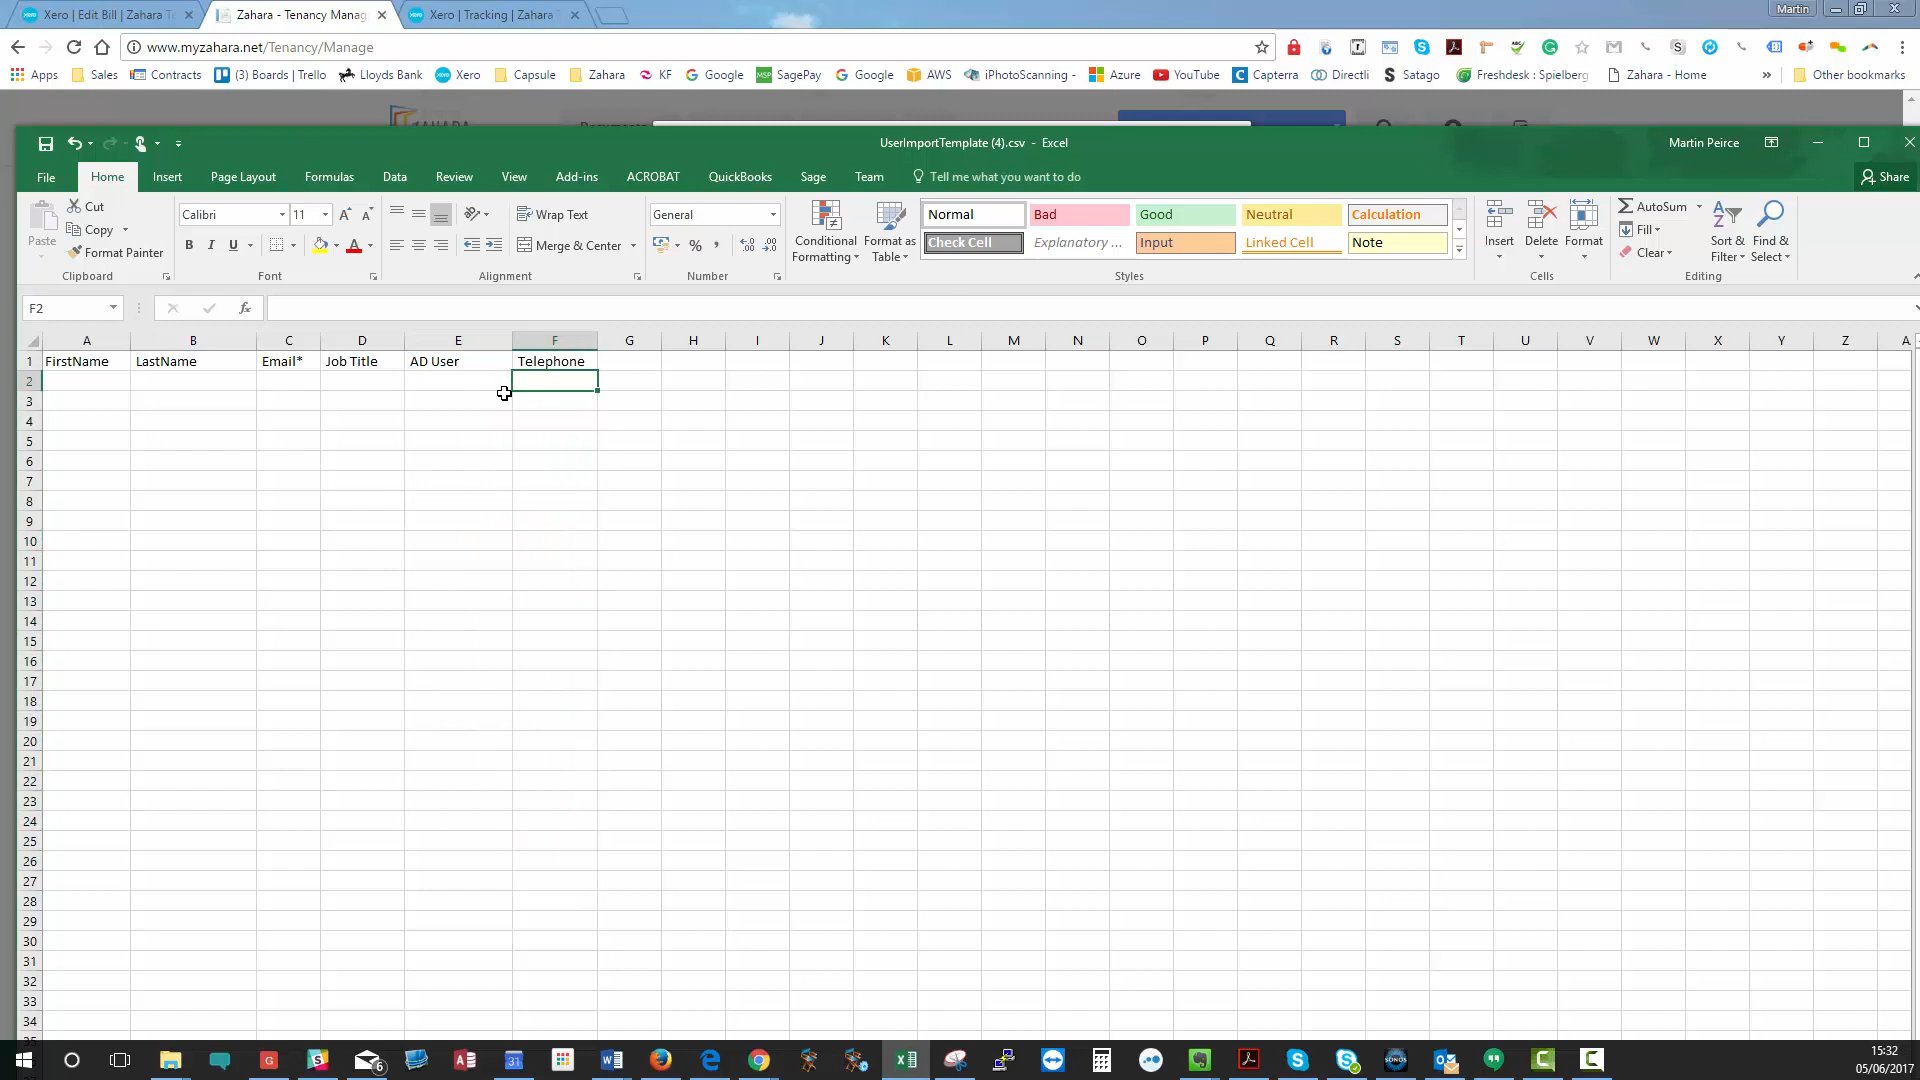 Xero | Edit Bill | Zahara T
Zahara - Tenancy Manag
Xero | Tracking | Zahara T
Martin
www.myzahara.net/Tenancy/Manage
Apps
Sales
Contracts
(3) Boards | Trello
Lloyds Bank
Xero
Capsule
Zahara
KF
Google
SagePay
Google
AWS
iPhotoScanning -
Azure
YouTube
Capterra
Directli
Satago
Freshdesk : Spielberg
Zahara - Home
»
Other bookmarks
UserImportTemplate (4).csv - Excel
Martin Peirce
File
Home
Insert
Page Layout
Formulas
Data
Review
View
Add-ins
ACROBAT
QuickBooks
Sage
Team
Tell me what you want to do
Share
Paste
Cut
Copy
Format Painter
Clipboard
Calibri
11
B I U
Font
Wrap Text
Merge & Center
Alignment
General
%
Number
Conditional
Formatting
Format as
Table
Normal
Bad
Good
Neutral
Calculation
Check Cell
Explanatory ...
Input
Linked Cell
Note
Styles
Insert
Delete
Format
Cells
AutoSum
Fill
Clear
Sort &
Filter
Find &
Select
Editing
F2
fx
A B C D E F G H I J K L M N O P Q R S T U V W X Y Z A
1 FirstName LastName Email* Job Title AD User Telephone
2
3
4
5
6
7
8
9
10
11
12
13
14
15
16
17
18
19
20
21
22
23
24
25
26
27
28
29
30
31
32
33
34
15:32
05/06/2017